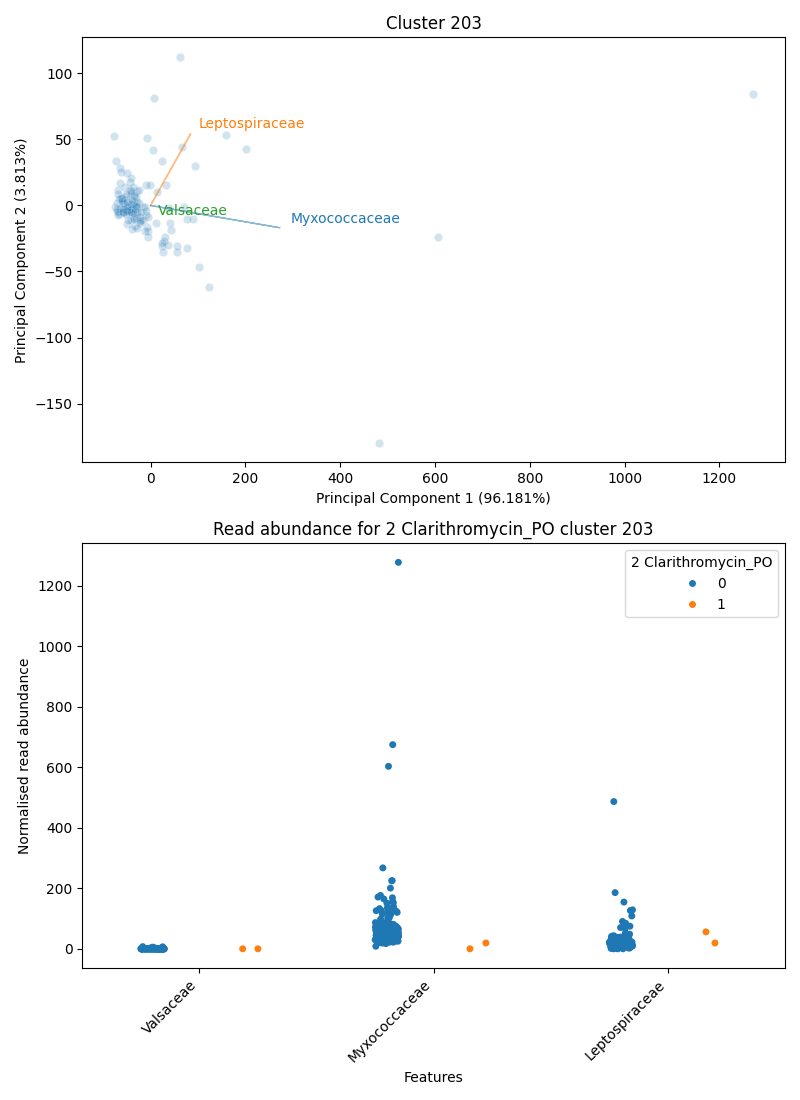 Cluster 203
Principal Component 2 (3.813%)
100
50
0
−50
−100
−150
Leptospiraceae
Valsaceae
Myxococcaceae
0
200
400
600
800
1000
1200
Principal Component 1 (96.181%)
Read abundance for 2 Clarithromycin_PO cluster 203
Normalised read abundance
1200
1000
800
600
400
200
0
2 Clarithromycin_PO
0
1
Valsaceae
Myxococcaceae
Leptospiraceae
Features